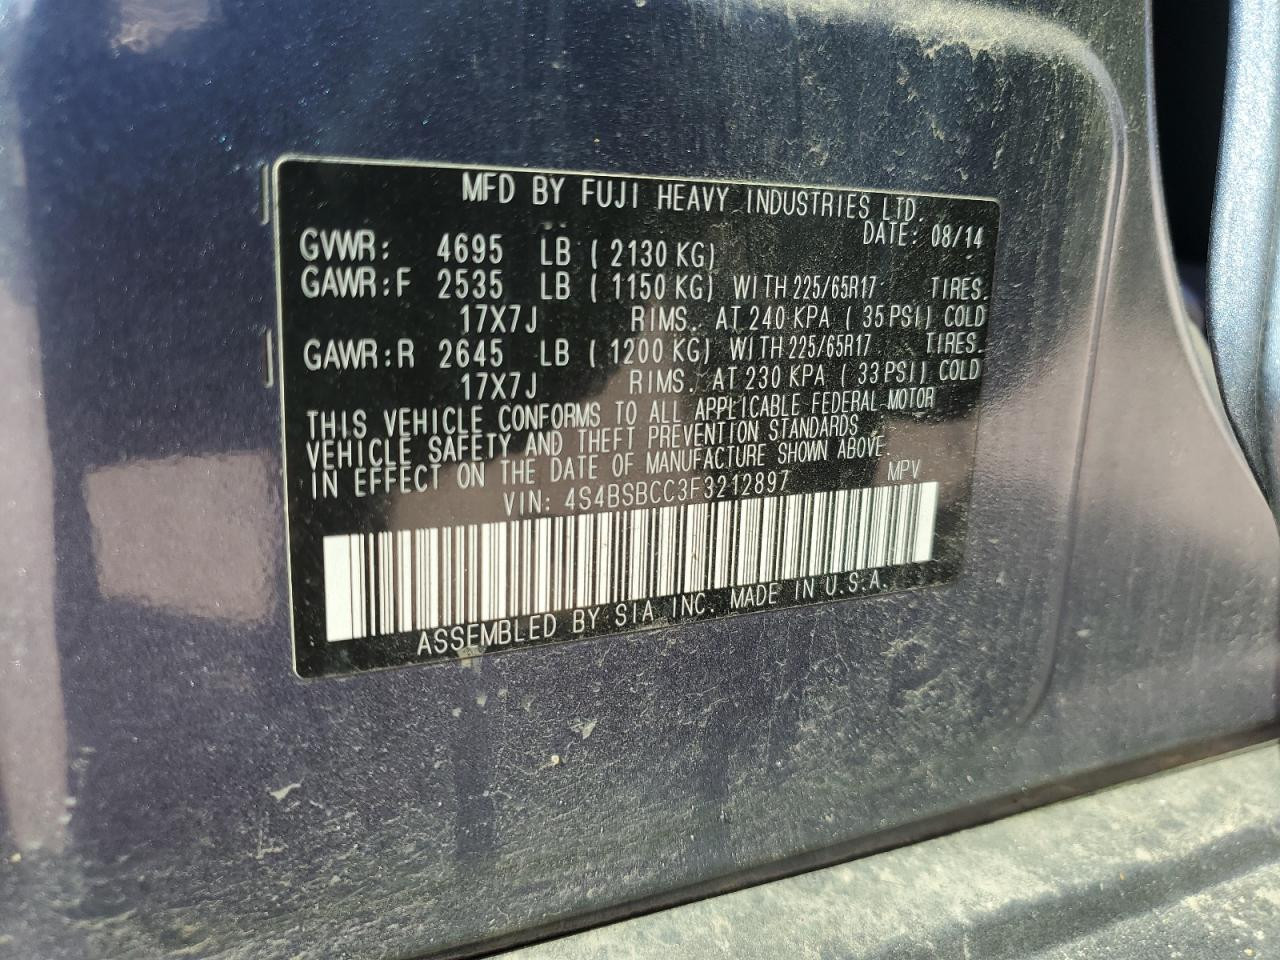 MFD BY FUJI HEAVY INDUSTRIES LTD.
DATE: 08/14
GVWR: 4695 LB ( 2130 KG)
GAWR:F 2535 LB ( 1150 KG) WITH 225/65R17 TIRES.
17X7J RIMS. AT 240 KPA ( 35 PSI) COLD
GAWR:R 2645 LB ( 1200 KG) WITH 225/65R17 TIRES.
17X7J RIMS. AT 230 KPA ( 33 PSI) COLD
THIS VEHICLE CONFORMS TO ALL APPLICABLE FEDERAL MOTOR
VEHICLE SAFETY AND THEFT PREVENTION STANDARDS
IN EFFECT ON THE DATE OF MANUFACTURE SHOWN ABOVE.
VIN: 4S4BSBCC3F3212897 MPV
ASSEMBLED BY SIA INC. MADE IN U.S.A.